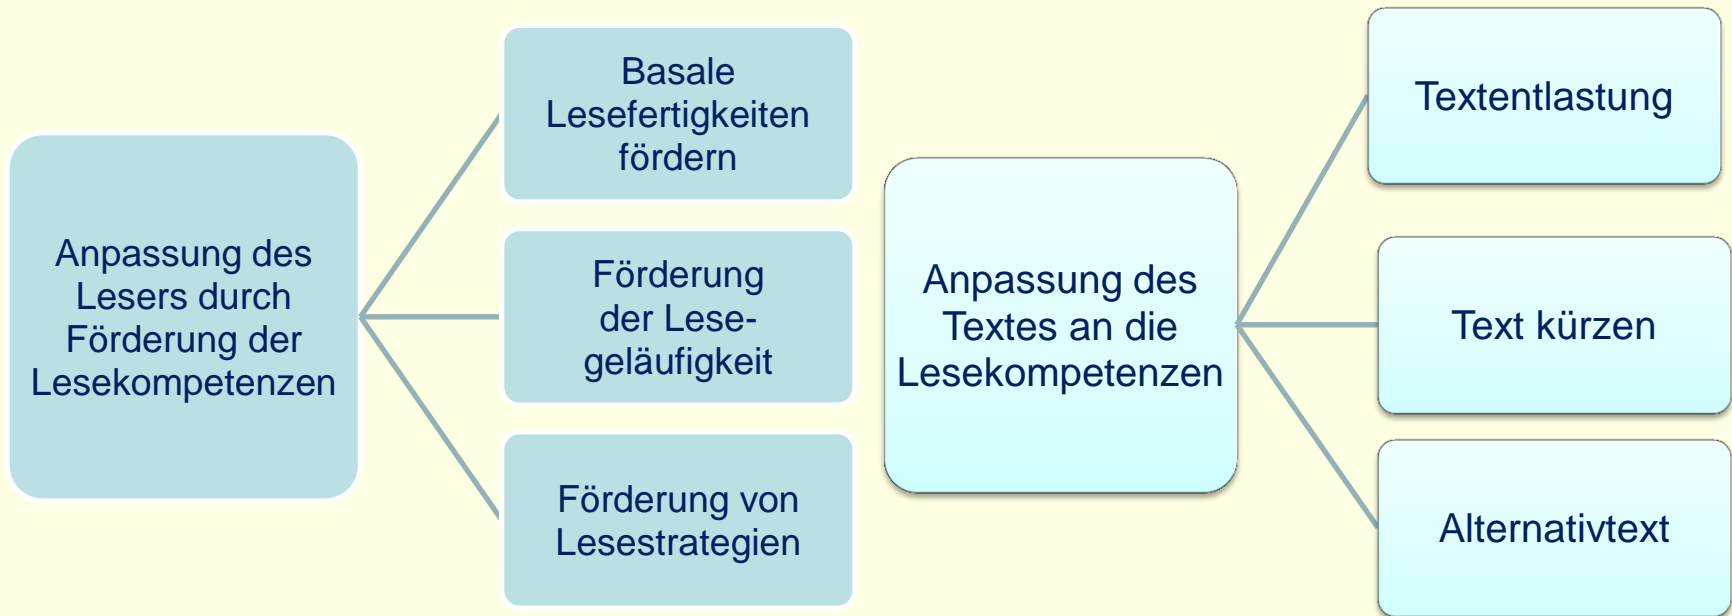 Anpassung des
Lesers durch
Förderung der
Lesekompetenzen
Basale
Lesefertigkeiten
fördern
Förderung
der Lese-
geläufigkeit
Förderung von
Lesestrategien
Anpassung des
Textes an die
Lesekompetenzen
Textentlastung
Text kürzen
Alternativtext